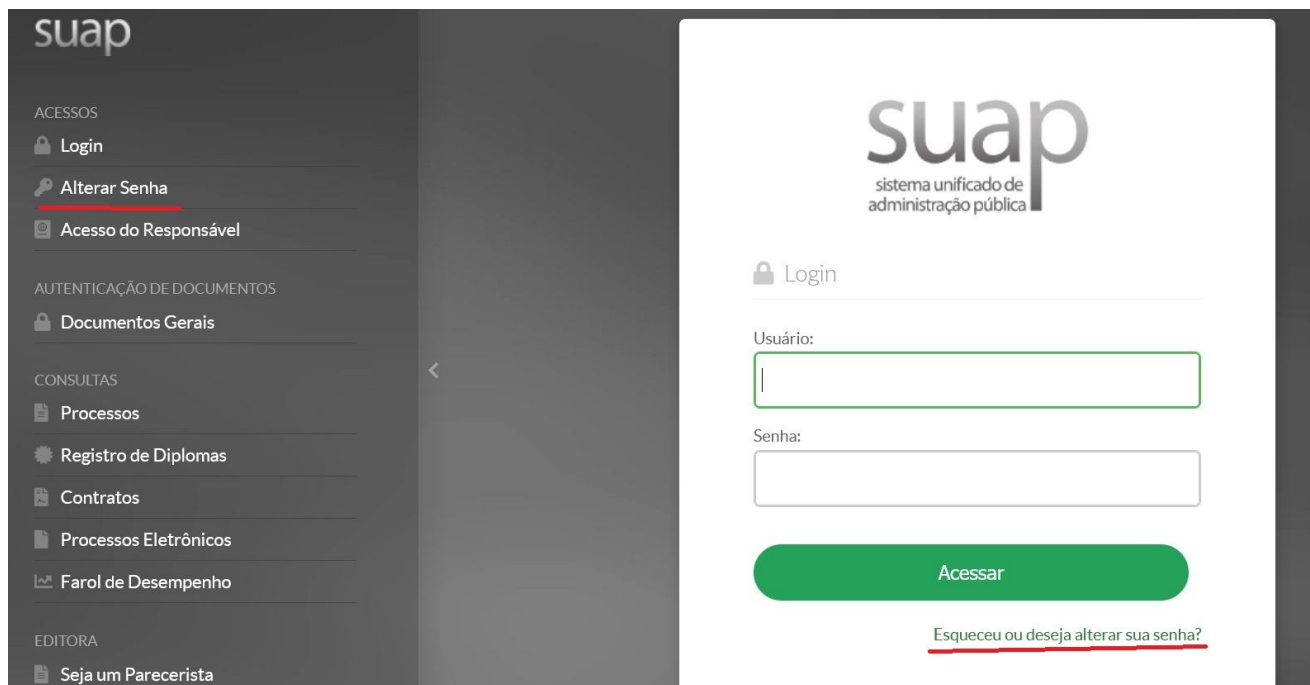 suap
ACESSOS
Login
Alterar Senha
Acesso do Responsável
AUTENTICAÇÃO DE DOCUMENTOS
Documentos Gerais
CONSULTAS
Processos
Registro de Diplomas
Contratos
Processos Eletrônicos
Farol de Desempenho
EDITORA
Seja um Parecerista
suap
sistema unificado de
administração pública
Login
Usuário:
Senha:
Acessar
Esqueceu ou deseja alterar sua senha?